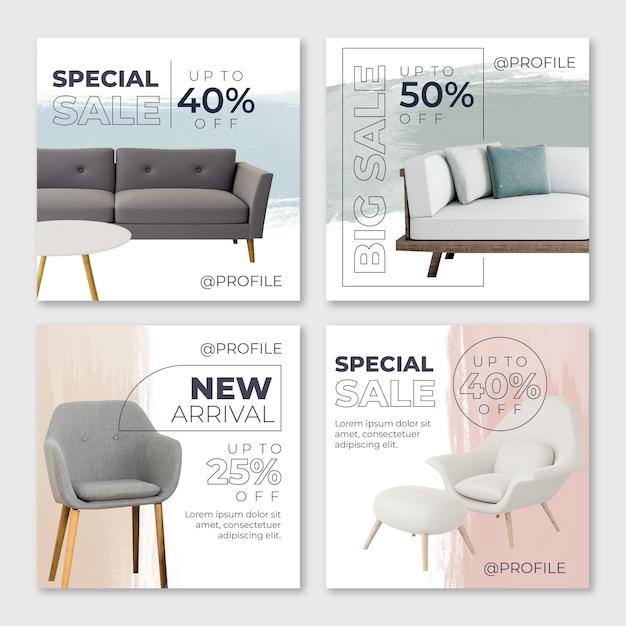 SPECIAL
SALE
UP TO
40%
OFF
@PROFILE
BIG SALE
UP TO
50%
OFF
@PROFILE
@PROFILE
NEW
ARRIVAL
UP TO
25%
OFF
Lorem ipsum dolor
sit amet,
consectetuer
adipiscing elit.
SPECIAL
SALE
UP TO
40%
OFF
Lorem ipsum dolor sit
amet, consectetuer
adipiscing elit.
@PROFILE